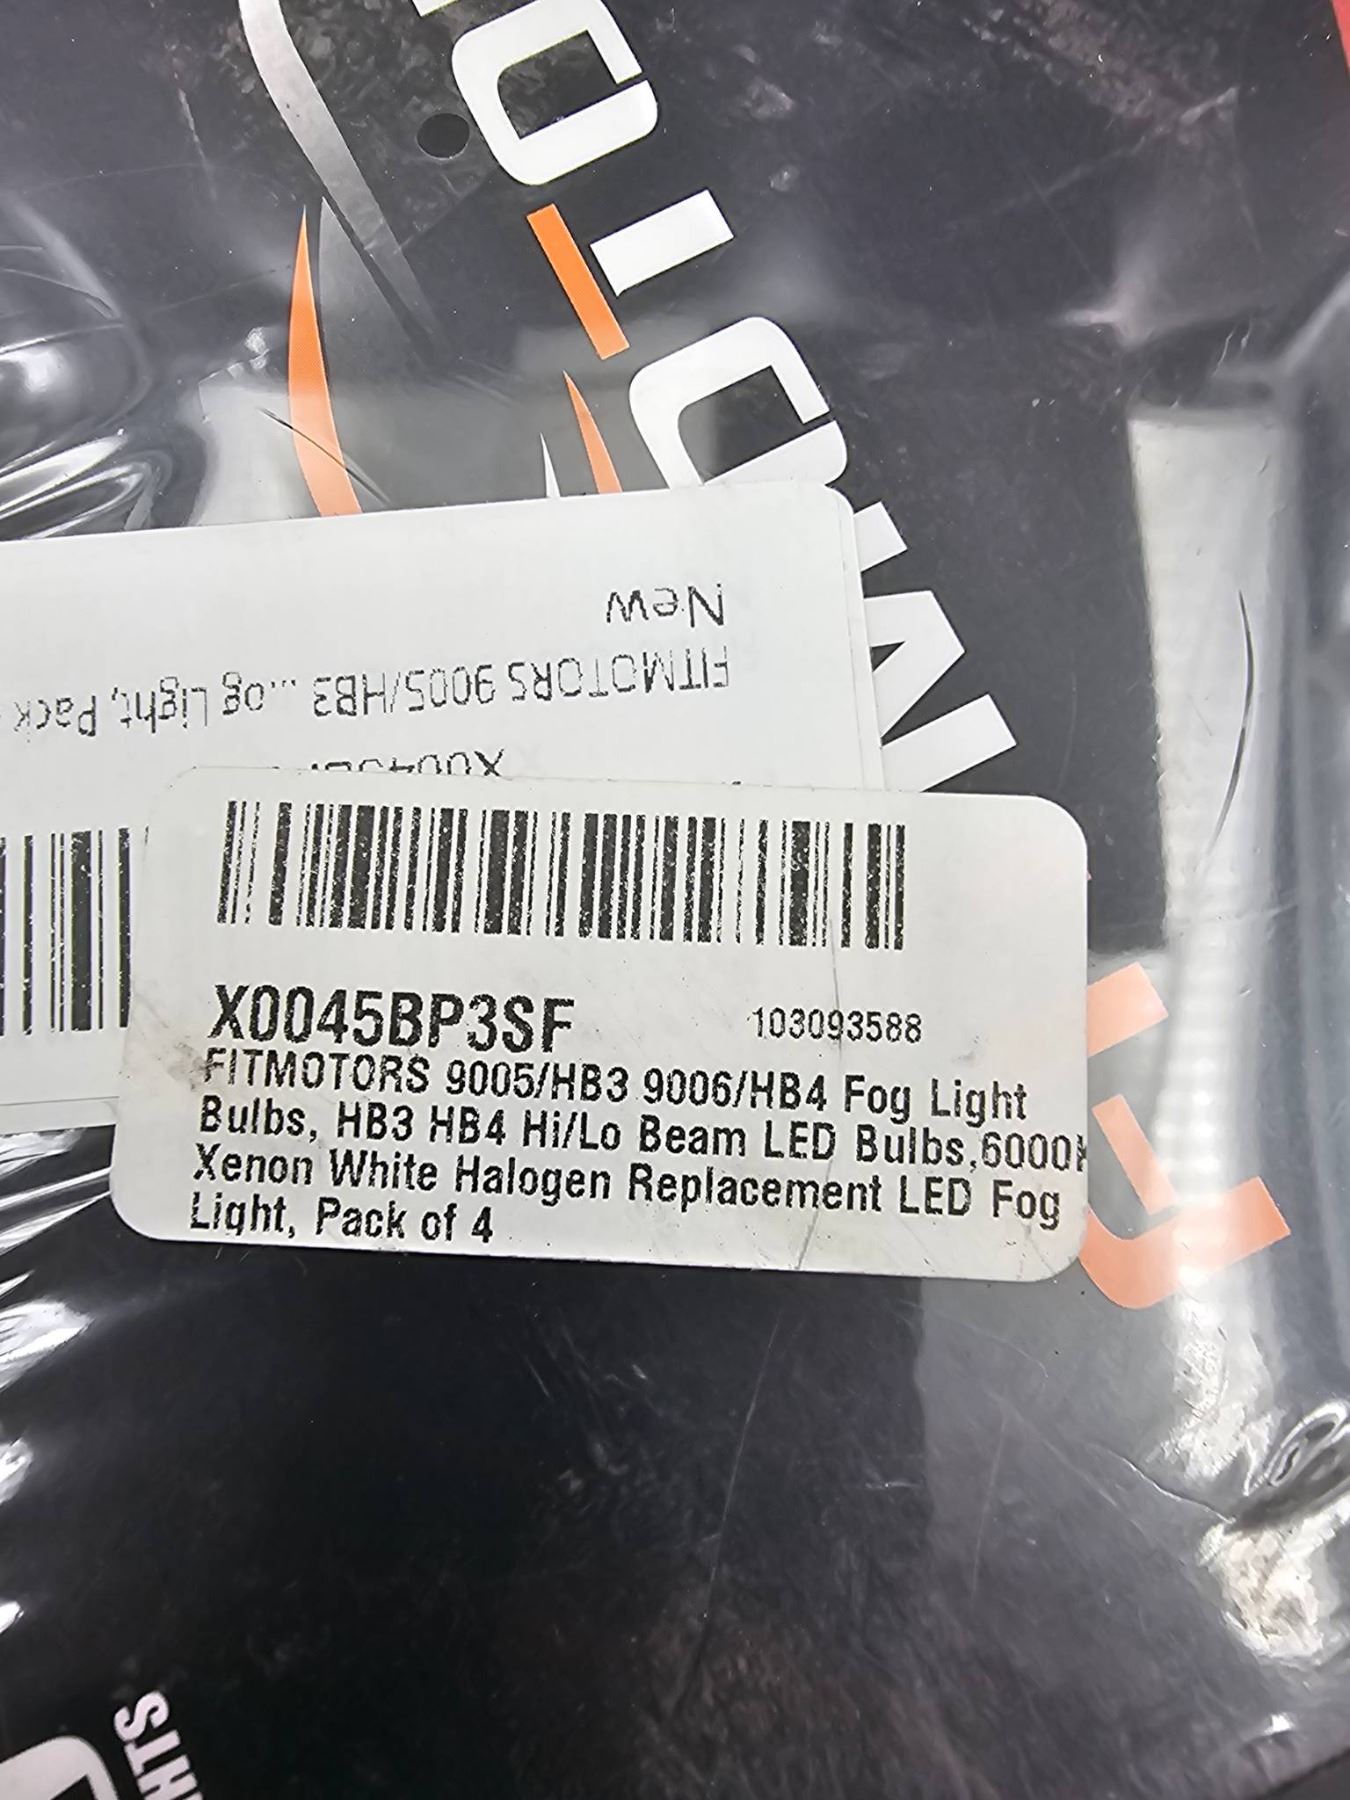 New
FITMOTORS 9005/HB3 ...og Light, Pack
X0045BP3SF 103093588
FITMOTORS 9005/HB3 9006/HB4 Fog Light
Bulbs, HB3 HB4 Hi/Lo Beam LED Bulbs,6000K
Xenon White Halogen Replacement LED Fog
Light, Pack of 4